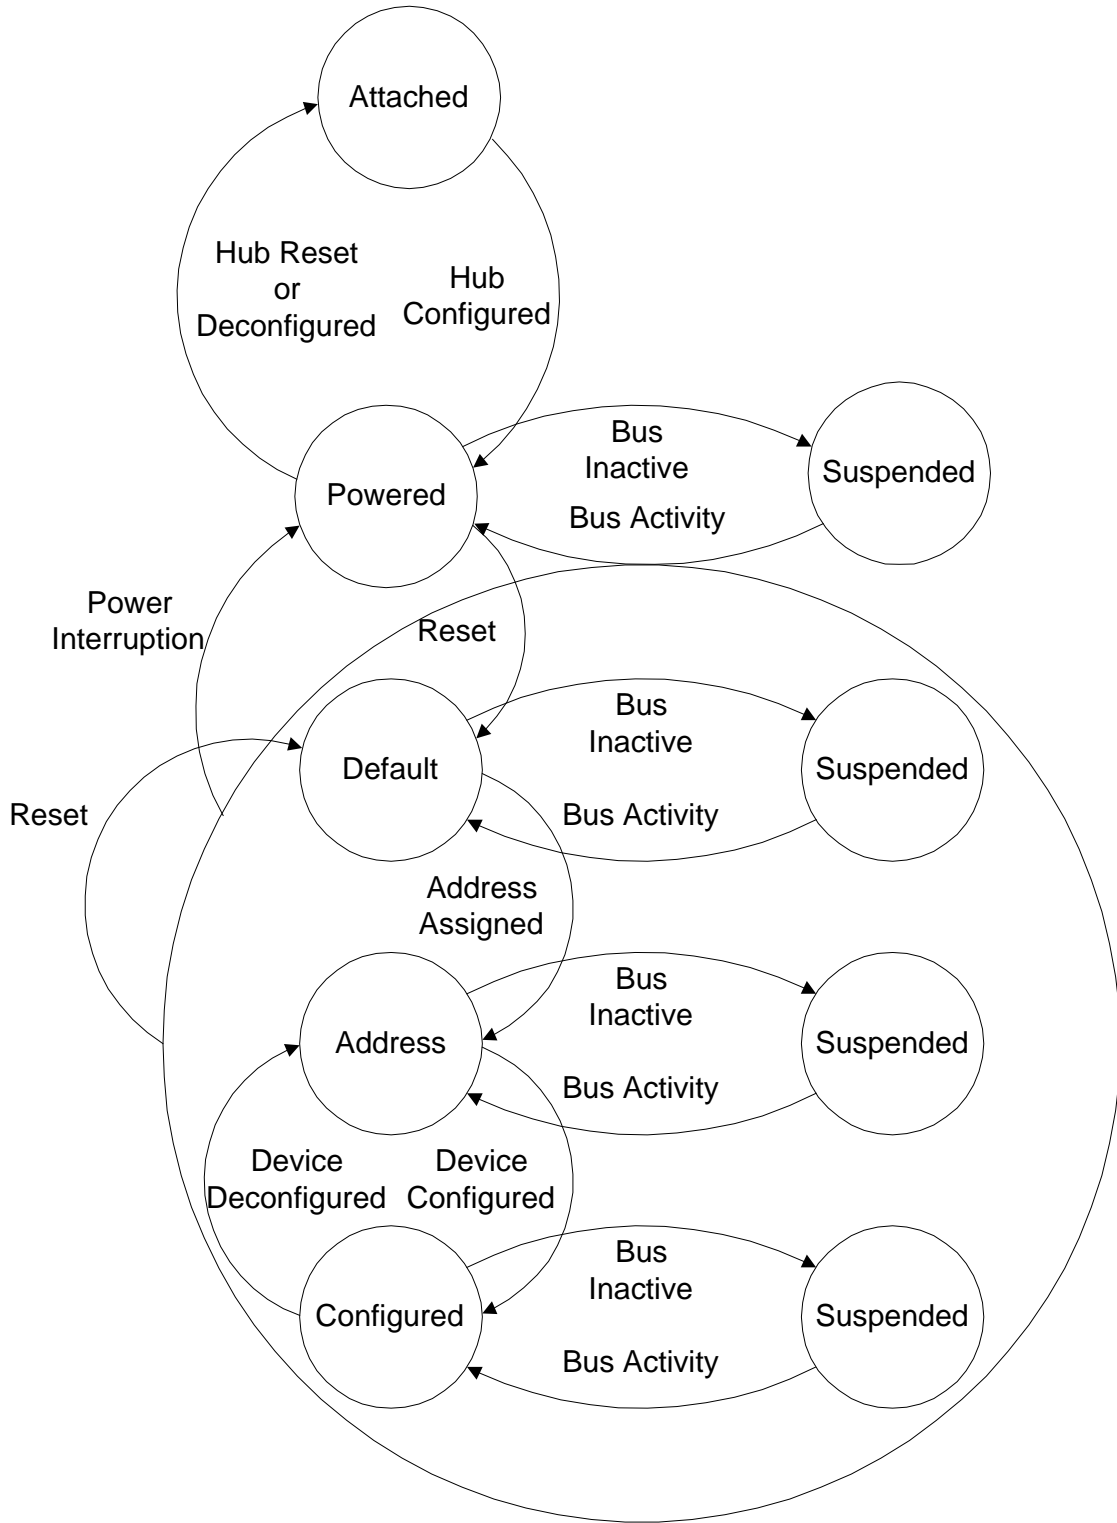 Attached
Hub Reset
or
Deconfigured
Hub
Configured
Powered
Bus
Inactive
Bus Activity
Suspended
Power
Interruption
Reset
Default
Bus
Inactive
Bus Activity
Suspended
Reset
Address
Assigned
Address
Bus
Inactive
Bus Activity
Suspended
Device
Deconfigured
Device
Configured
Configured
Bus
Inactive
Bus Activity
Suspended